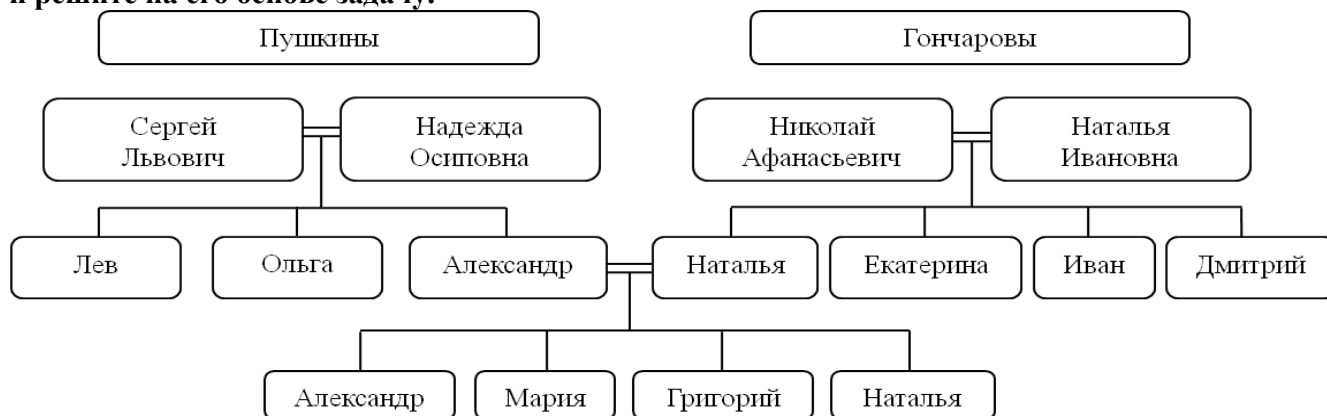 и решите на его основе задачу.
Пушкины
Гончаровы
Сергей
Львович
Надежда
Осиповна
Николай
Афанасьевич
Наталья
Ивановна
Лев
Ольга
Александр
Наталья
Екатерина
Иван
Дмитрий
Александр
Мария
Григорий
Наталья